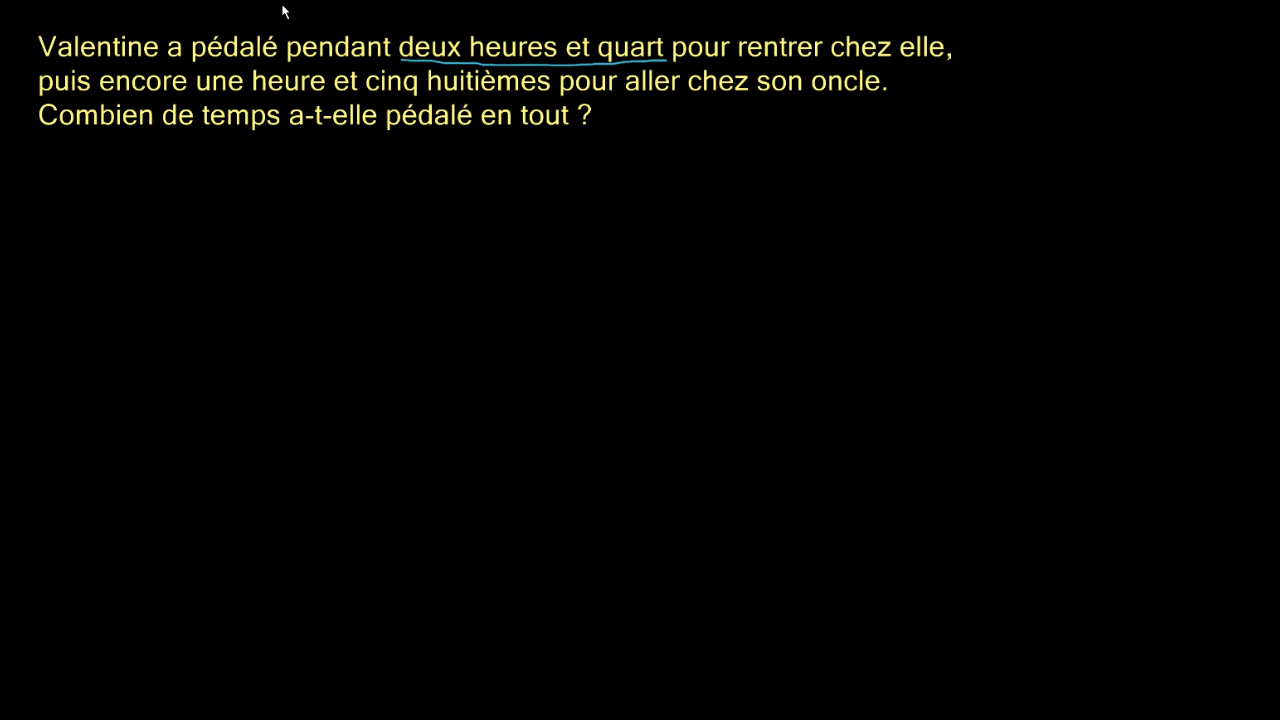 Valentine a pédalé pendant deux heures et quart pour rentrer chez elle,
puis encore une heure et cinq huitièmes pour aller chez son oncle.
Combien de temps a-t-elle pédalé en tout ?